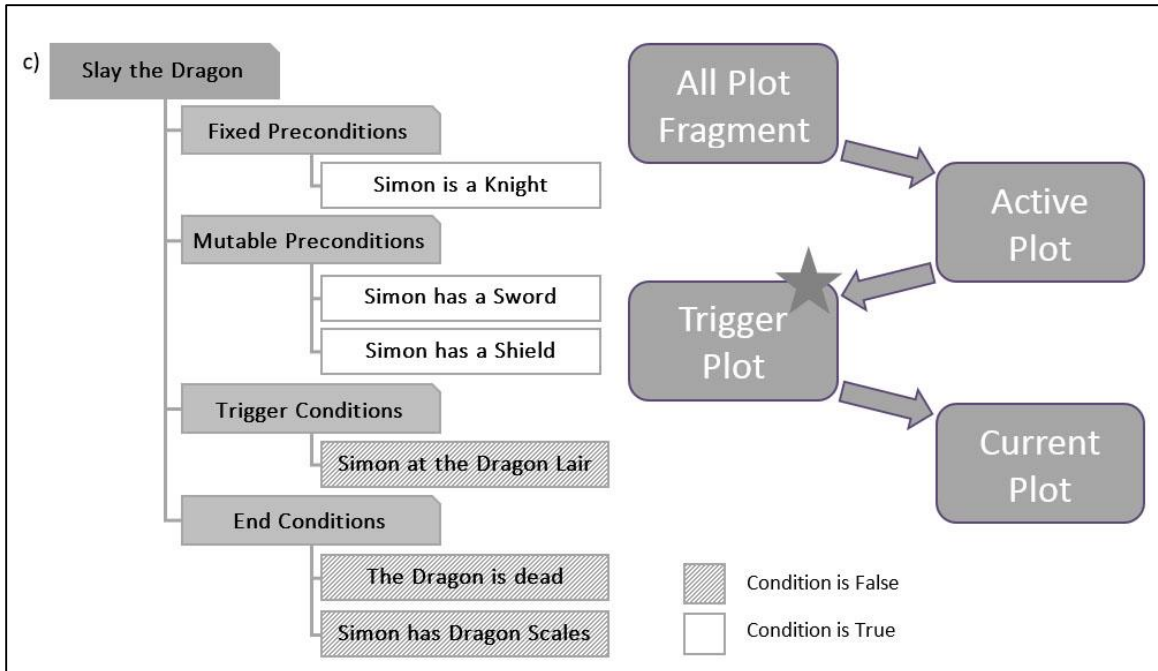 c)
Slay the Dragon
Fixed Preconditions
Simon is a Knight
Mutable Preconditions
Simon has a Sword
Simon has a Shield
Trigger Conditions
Simon at the Dragon Lair
End Conditions
The Dragon is dead
Simon has Dragon Scales
All Plot
Fragment
Active
Plot
Trigger
Plot
Current
Plot
Condition is False
Condition is True